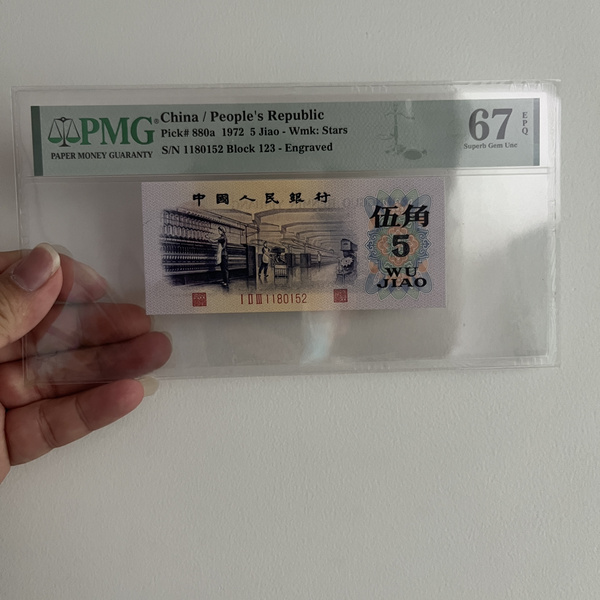 PMG®
PAPER MONEY GUARANTY
China / People's Republic
Pick# 880a 1972 5 Jiao - Wmk: Stars
S/N 1180152 Block 123 - Engraved
67 EPQ
Superb Gem Unc
中國人民銀行
伍角
5
WU
JIAO
I II III 1180152